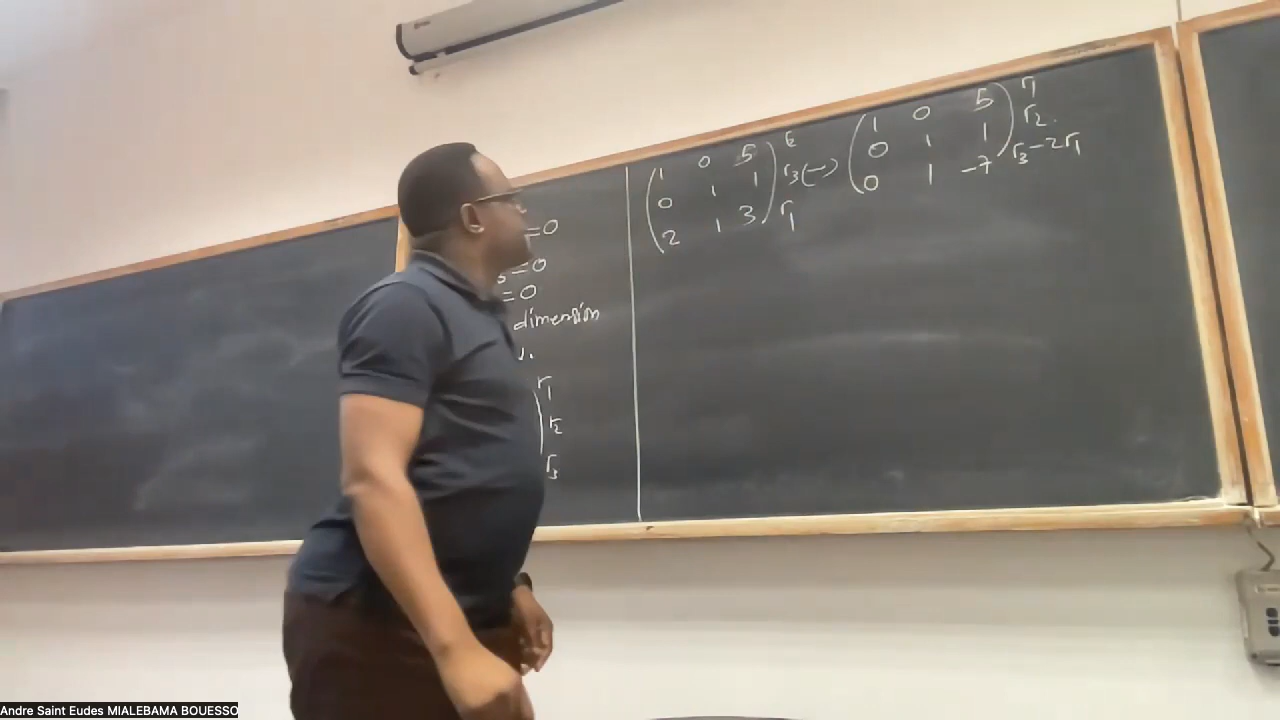 =0
=0
=0
dimension
r1
r2
r3
1 0 5
0 1 1 r3(-)
2 1 3 r1
1 0 5 r1
0 1 1 r2
0 1 -7 r3-2r1
Andre Saint Eudes MIALEBAMA BOUESSO